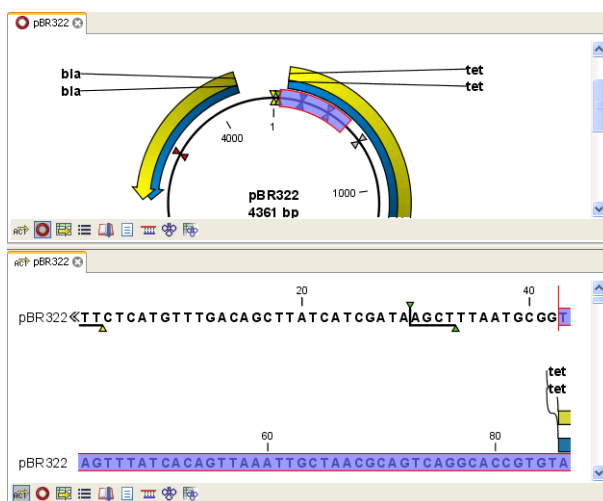 pBR322
bla
bla
tet
tet
4000
1
1000
pBR322
4361 bp
pBR322
20
40
pBR322
TTCTCATGTTTGACAGCTTATCATCGATAAGCTTTAATGCGGT
tet
tet
60
80
pBR322
AGTTTATCACAGTTAAATTGCTAACGCAGTCAGGCACCGTGTA